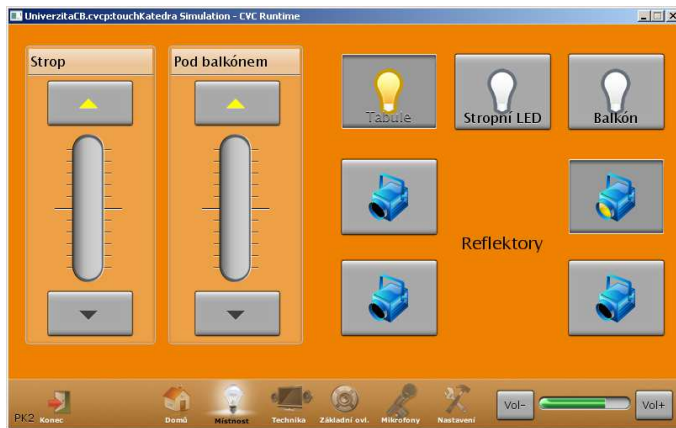 UniverzitaCB.cvcp:touchKatedra Simulation - CVC Runtime
Strop
Pod balkónem
Tabule
Stropní LED
Balkón
Reflektory
PK2
Konec
Domů
Místnost
Technika
Základní ovl.
Mikrofony
Nastavení
Vol-
Vol+